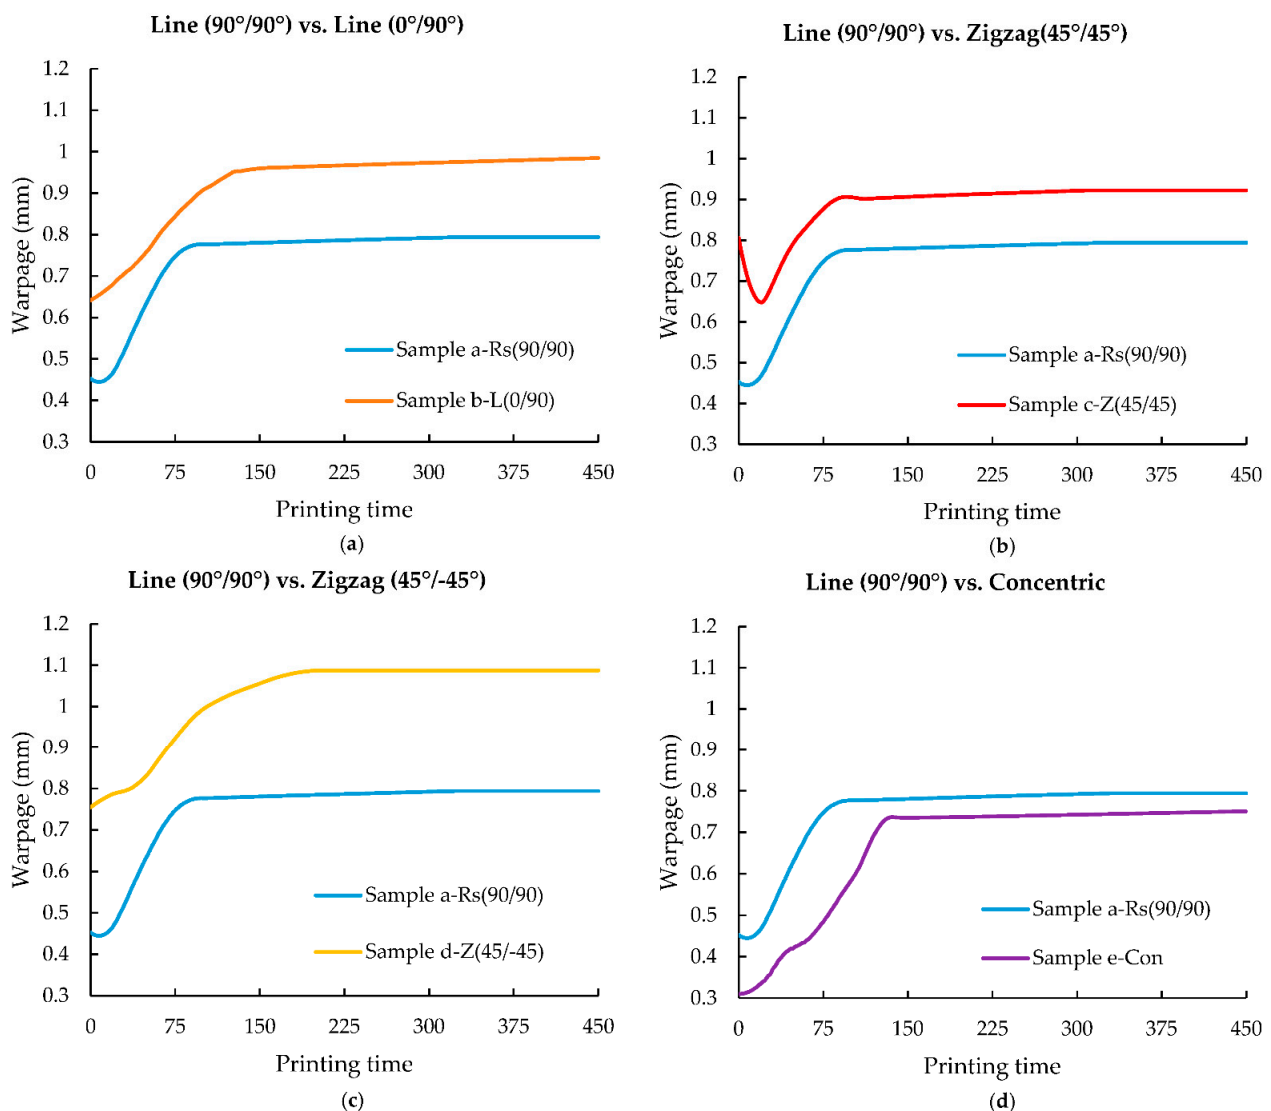 Line (90°/90°) vs. Line (0°/90°)
1.2
1.1
1
0.9
0.8
0.7
0.6
0.5
0.4
0.3
Warpage (mm)
Sample a-Rs(90/90)
Sample b-L(0/90)
0 75 150 225 300 375 450
Printing time
(a)
Line (90°/90°) vs. Zigzag(45°/45°)
1.2
1.1
1
0.9
0.8
0.7
0.6
0.5
0.4
0.3
Warpage (mm)
Sample a-Rs(90/90)
Sample c-Z(45/45)
0 75 150 225 300 375 450
Printing time
(b)
Line (90°/90°) vs. Zigzag (45°/-45°)
1.2
1.1
1
0.9
0.8
0.7
0.6
0.5
0.4
0.3
Warpage (mm)
Sample a-Rs(90/90)
Sample d-Z(45/-45)
0 75 150 225 300 375 450
Printing time
(c)
Line (90°/90°) vs. Concentric
1.2
1.1
1
0.9
0.8
0.7
0.6
0.5
0.4
0.3
Warpage (mm)
Sample a-Rs(90/90)
Sample e-Con
0 75 150 225 300 375 450
Printing time
(d)